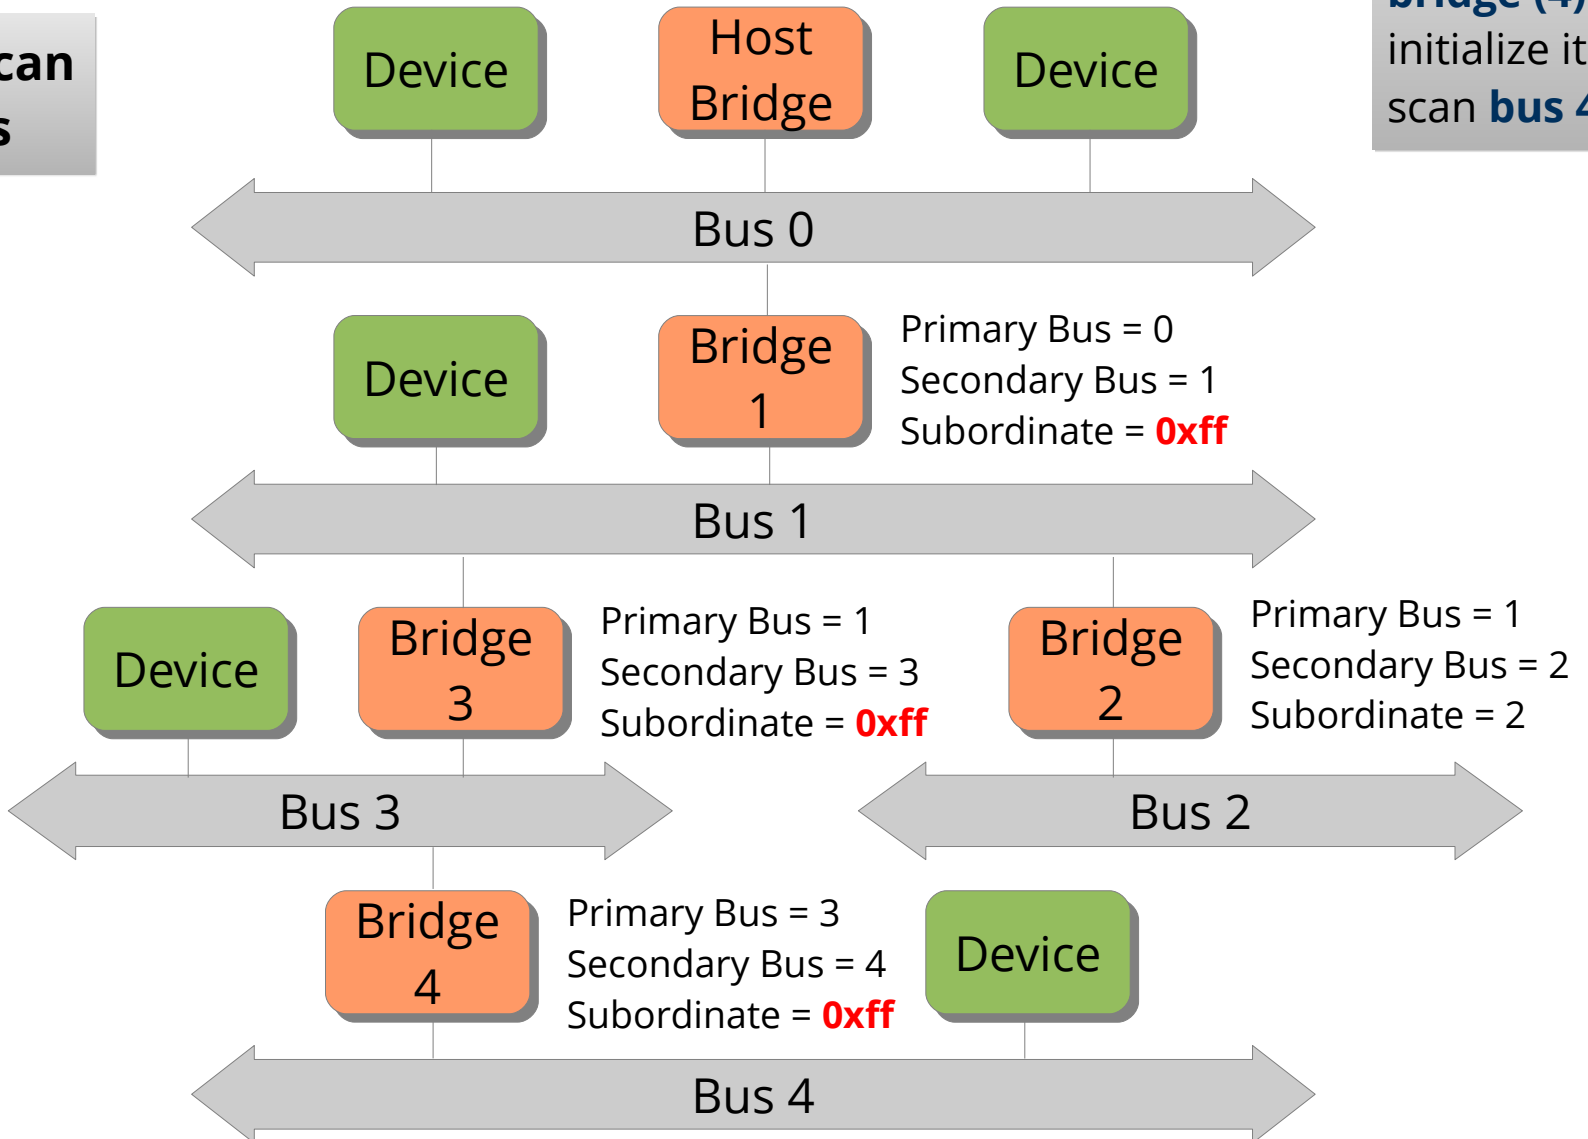 can
s
bridge (4)
initialize it
scan bus 4
Device
Host
Bridge
Device
Bus 0
Device
Bridge
1
Primary Bus = 0
Secondary Bus = 1
Subordinate = 0xff
Bus 1
Device
Bridge
3
Primary Bus = 1
Secondary Bus = 3
Subordinate = 0xff
Bridge
2
Primary Bus = 1
Secondary Bus = 2
Subordinate = 2
Bus 3
Bus 2
Bridge
4
Primary Bus = 3
Secondary Bus = 4
Subordinate = 0xff
Device
Bus 4